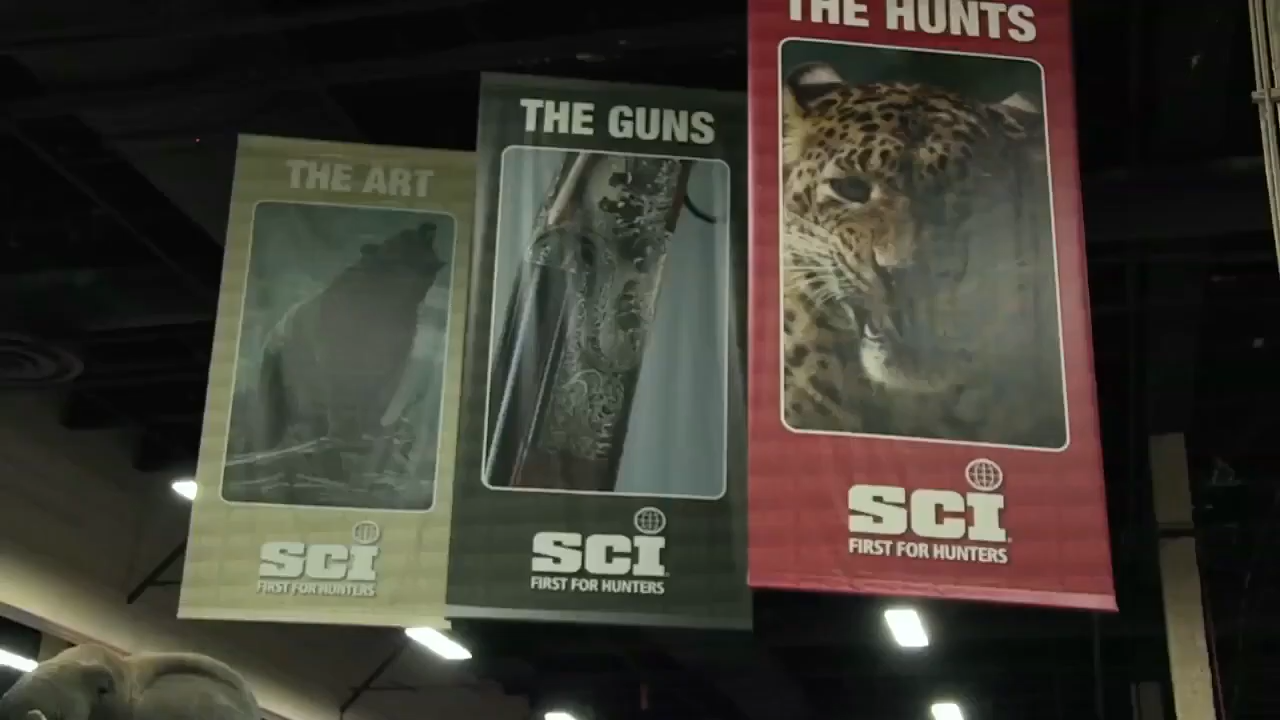 THE ART
SCI
FIRST FOR HUNTERS
THE GUNS
SCI
FIRST FOR HUNTERS
THE HUNTS
SCI
FIRST FOR HUNTERS